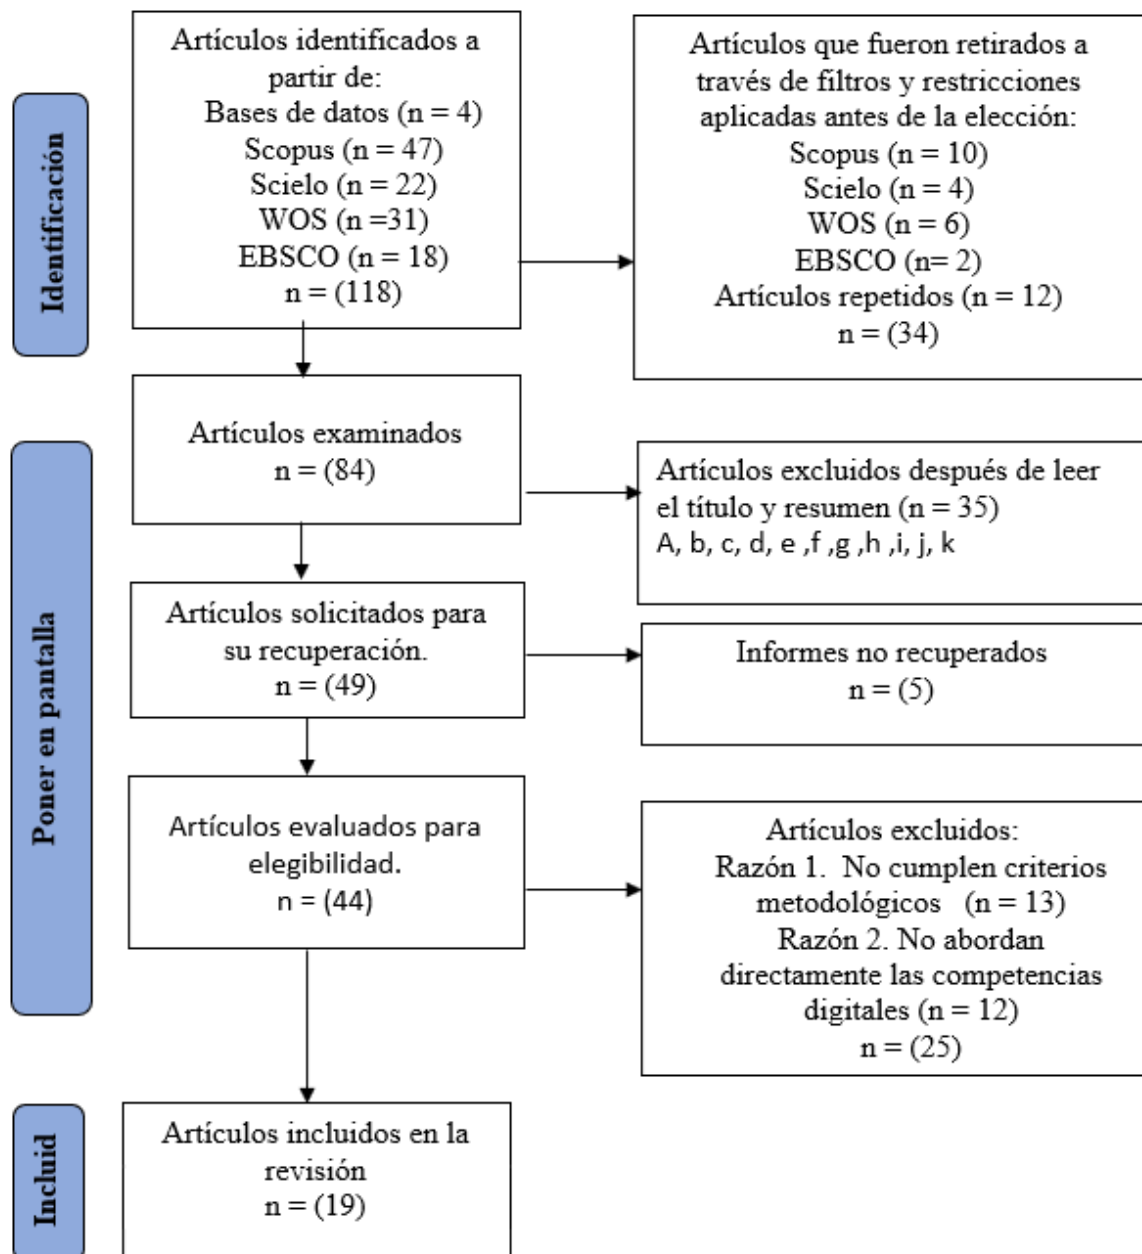 Identificación
Artículos identificados a
partir de:
Bases de datos (n = 4)
Scopus (n = 47)
Scielo (n = 22)
WOS (n =31)
EBSCO (n = 18)
n = (118)
Artículos que fueron retirados a
través de filtros y restricciones
aplicadas antes de la elección:
Scopus (n = 10)
Scielo (n = 4)
WOS (n = 6)
EBSCO (n= 2)
Artículos repetidos (n = 12)
n = (34)
Poner en pantalla
Artículos examinados
n = (84)
Artículos excluidos después de leer
el título y resumen (n = 35)
A, b, c, d, e ,f ,g ,h ,i, j, k
Artículos solicitados para
su recuperación.
n = (49)
Informes no recuperados
n = (5)
Artículos evaluados para
elegibilidad.
n = (44)
Artículos excluidos:
Razón 1.  No cumplen criterios
metodológicos   (n = 13)
Razón 2. No abordan
directamente las competencias
digitales (n = 12)
n = (25)
Incluid
Artículos incluidos en la
revisión
n = (19)